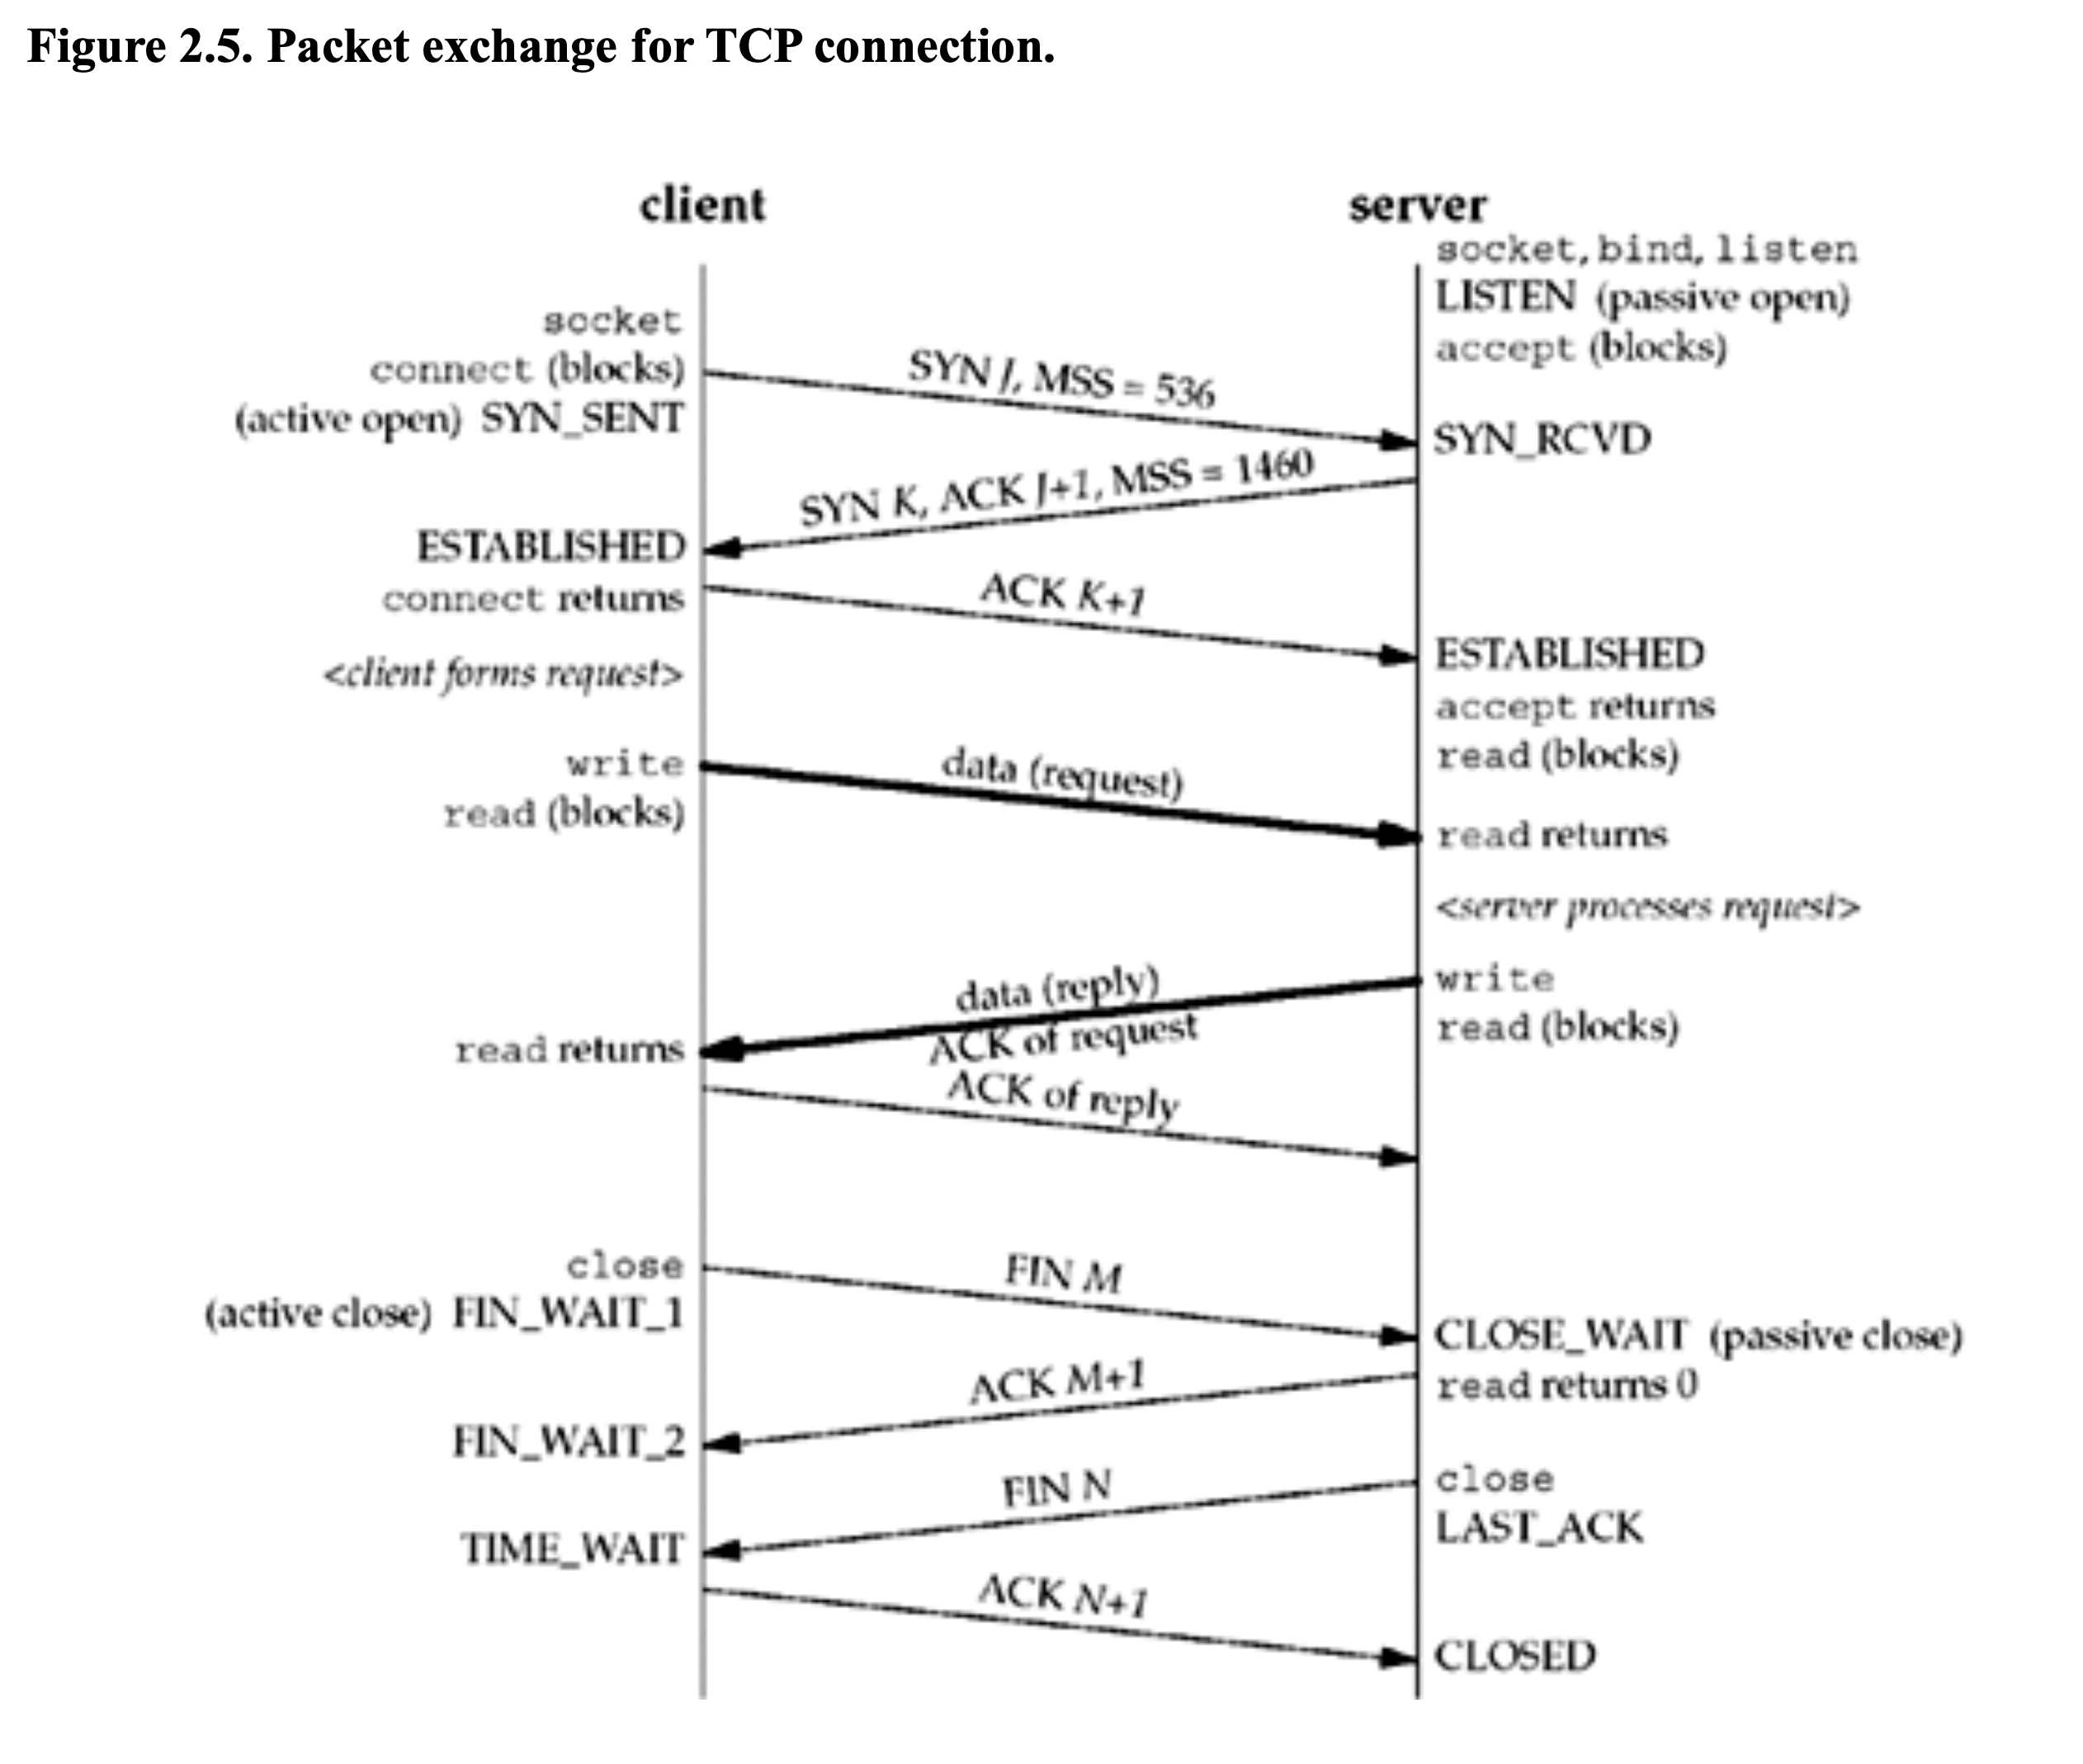 Figure 2.5. Packet exchange for TCP connection.
client
server
socket, bind, listen
LISTEN (passive open)
accept (blocks)
socket
connect (blocks)
(active open) SYN_SENT
SYN J, MSS = 536
SYN_RCVD
SYN K, ACK J+1, MSS = 1460
ESTABLISHED
connect returns
ACK K+1
<client forms request>
ESTABLISHED
accept returns
read (blocks)
write
read (blocks)
data (request)
read returns
<server processes request>
write
read (blocks)
data (reply)
ACK of request
read returns
ACK of reply
close
(active close) FIN_WAIT_1
FIN M
CLOSE_WAIT (passive close)
read returns 0
ACK M+1
FIN_WAIT_2
close
LAST_ACK
FIN N
TIME_WAIT
ACK N+1
CLOSED